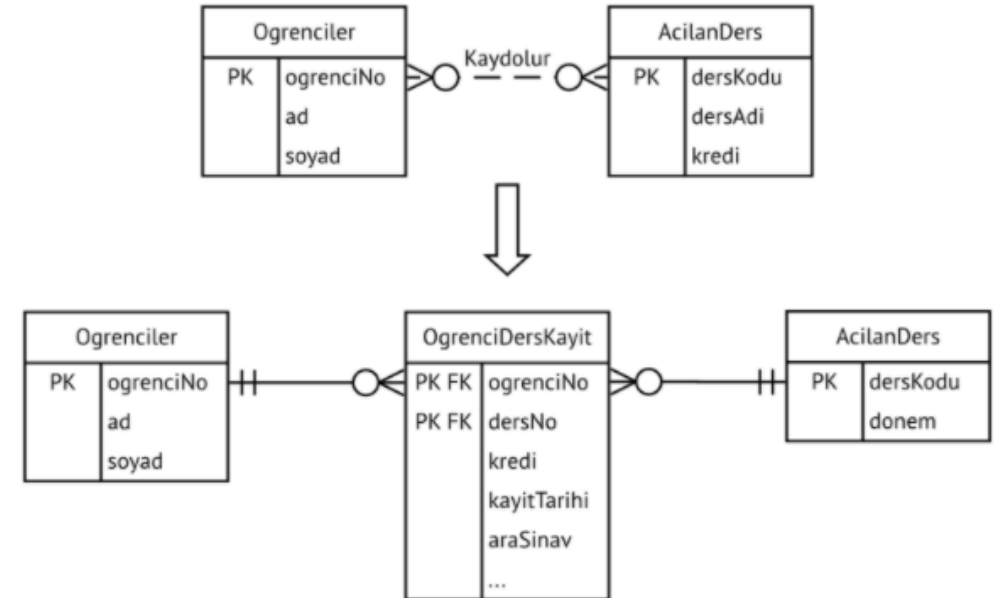 Ogrenciler
PK ogrenciNo
ad
soyad
Kaydolur
AcilanDers
PK dersKodu
dersAdi
kredi
Ogrenciler
PK ogrenciNo
ad
soyad
OgrenciDersKayit
PK FK ogrenciNo
PK FK dersNo
kredi
kayitTarihi
araSinav
...
AcilanDers
PK dersKodu
donem